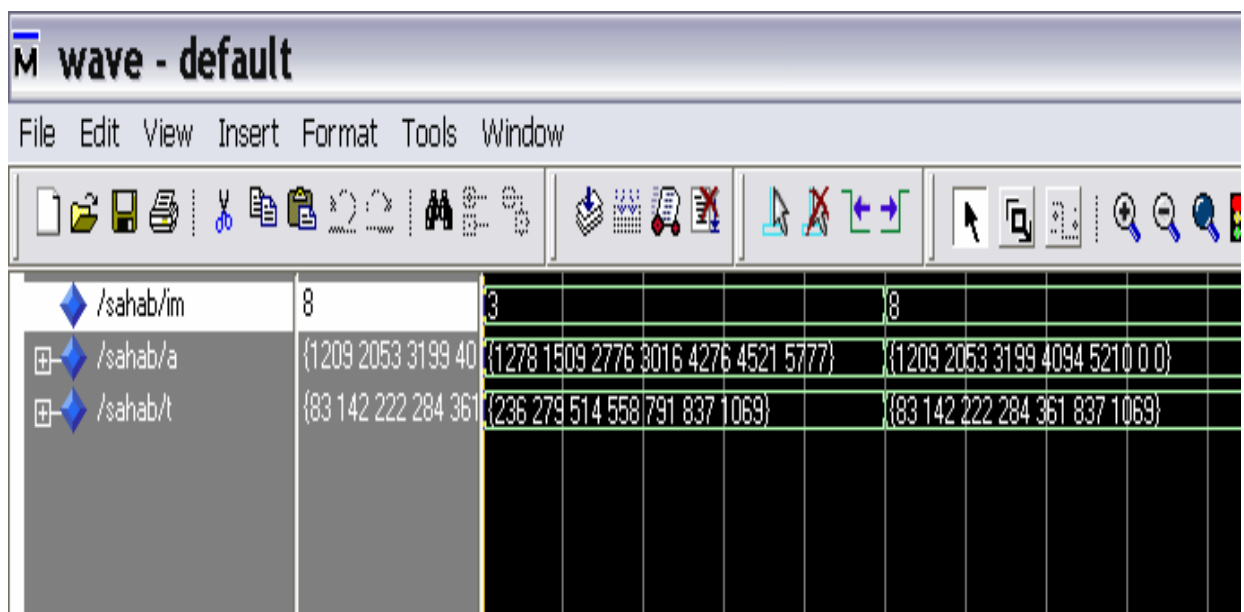 M wave - default
File Edit View Insert Format Tools Window
/sahab/im 8 3 8
/sahab/a {1209 2053 3199 40 {1278 1509 2776 3016 4276 4521 5777} {1209 2053 3199 4094 5210 0 0}
/sahab/t {83 142 222 284 361 {236 279 514 558 791 837 1069} {83 142 222 284 361 837 1069}